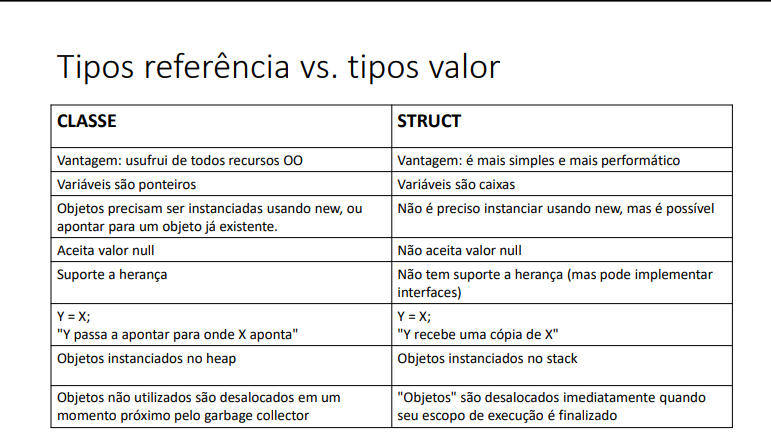 Tipos referência vs. tipos valor
CLASSE
STRUCT
Vantagem: usufrui de todos recursos OO
Vantagem: é mais simples e mais performático
Variáveis são ponteiros
Variáveis são caixas
Objetos precisam ser instanciadas usando new, ou
apontar para um objeto já existente.
Não é preciso instanciar usando new, mas é possível
Aceita valor null
Não aceita valor null
Suporte a herança
Não tem suporte a herança (mas pode implementar
interfaces)
Y = X;
"Y passa a apontar para onde X aponta"
Y = X;
"Y recebe uma cópia de X"
Objetos instanciados no heap
Objetos instanciados no stack
Objetos não utilizados são desalocados em um
momento próximo pelo garbage collector
"Objetos" são desalocados imediatamente quando
seu escopo de execução é finalizado